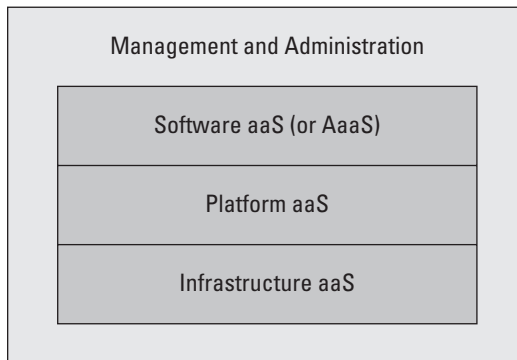 Management and Administration
Software aaS (or AaaS)
Platform aaS
Infrastructure aaS